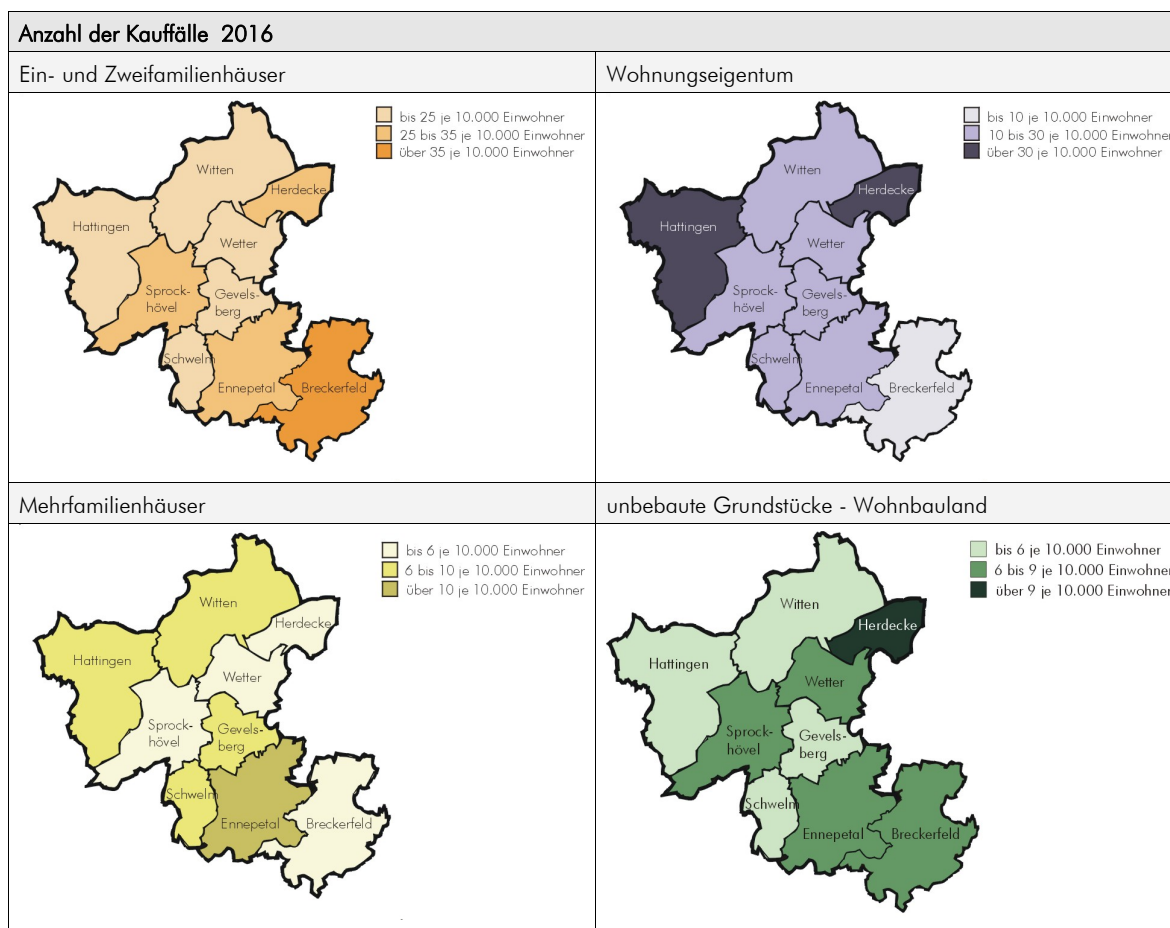 Anzahl der Kauffälle 2016
Ein- und Zweifamilienhäuser
bis 25 je 10.000 Einwohner
25 bis 35 je 10.000 Einwohner
über 35 je 10.000 Einwohner
Witten
Herdecke
Hattingen
Wetter
Sprock-
hövel
Gevels-
berg
Schwelm
Ennepetal
Breckerfeld
Wohnungseigentum
bis 10 je 10.000 Einwohner
10 bis 30 je 10.000 Einwohner
über 30 je 10.000 Einwohner
Witten
Herdecke
Hattingen
Wetter
Sprock-
hövel
Gevels-
berg
Schwelm
Ennepetal
Breckerfeld
Mehrfamilienhäuser
bis 6 je 10.000 Einwohner
6 bis 10 je 10.000 Einwohner
über 10 je 10.000 Einwohner
Witten
Herdecke
Hattingen
Wetter
Sprock-
hövel
Gevels-
berg
Schwelm
Ennepetal
Breckerfeld
unbebaute Grundstücke - Wohnbauland
bis 6 je 10.000 Einwohner
6 bis 9 je 10.000 Einwohner
über 9 je 10.000 Einwohner
Witten
Herdecke
Hattingen
Wetter
Sprock-
hövel
Gevels-
berg
Schwelm
Ennepetal
Breckerfeld